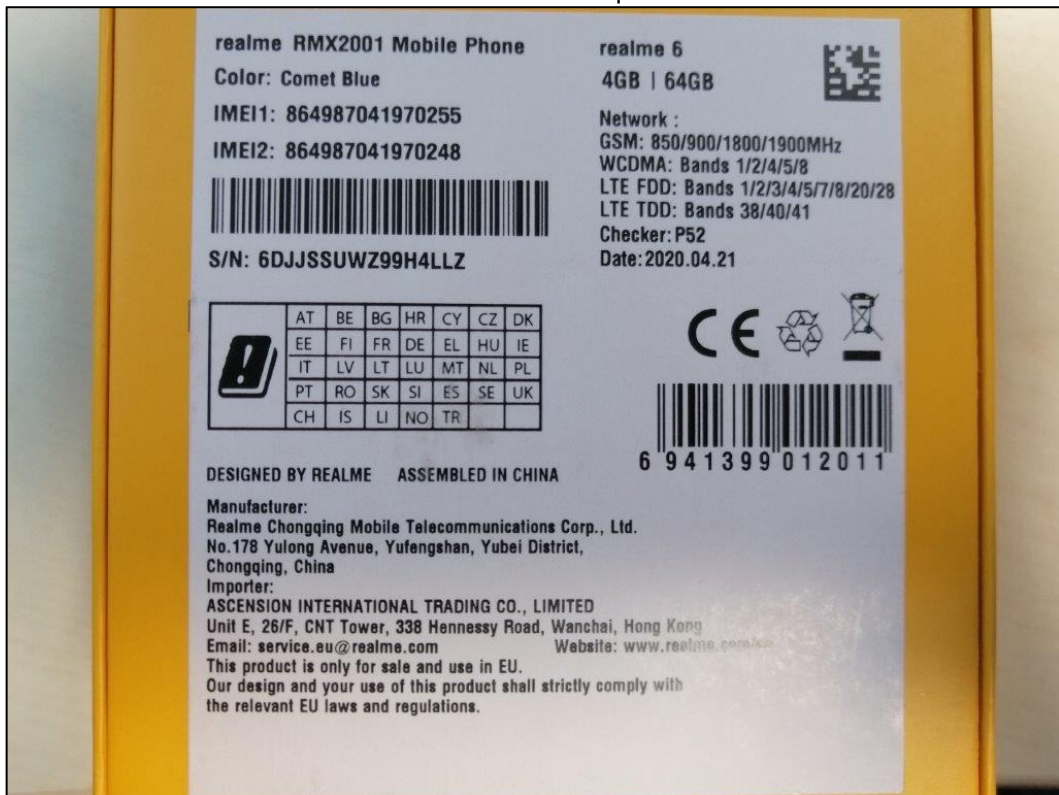 realme RMX2001 Mobile Phone
Color: Comet Blue
IMEI1: 864987041970255
IMEI2: 864987041970248
S/N: 6DJJSSUWZ99H4LLZ
realme 6
4GB | 64GB
Network :
GSM: 850/900/1800/1900MHz
WCDMA: Bands 1/2/4/5/8
LTE FDD: Bands 1/2/3/4/5/7/8/20/28
LTE TDD: Bands 38/40/41
Checker: P52
Date: 2020.04.21
AT BE BG HR CY CZ DK
EE FI FR DE EL HU IE
IT LV LT LU MT NL PL
PT RO SK SI ES SE UK
CH IS LI NO TR
CE
6 941399 012011
DESIGNED BY REALME ASSEMBLED IN CHINA
Manufacturer:
Realme Chongqing Mobile Telecommunications Corp., Ltd.
No.178 Yulong Avenue, Yufengshan, Yubei District,
Chongqing, China
Importer:
ASCENSION INTERNATIONAL TRADING CO., LIMITED
Unit E, 26/F, CNT Tower, 338 Hennessy Road, Wanchai, Hong Kong
Email: service.eu@realme.com Website:
This product is only for sale and use in EU.
Our design and your use of this product shall strictly comply with
the relevant EU laws and regulations.